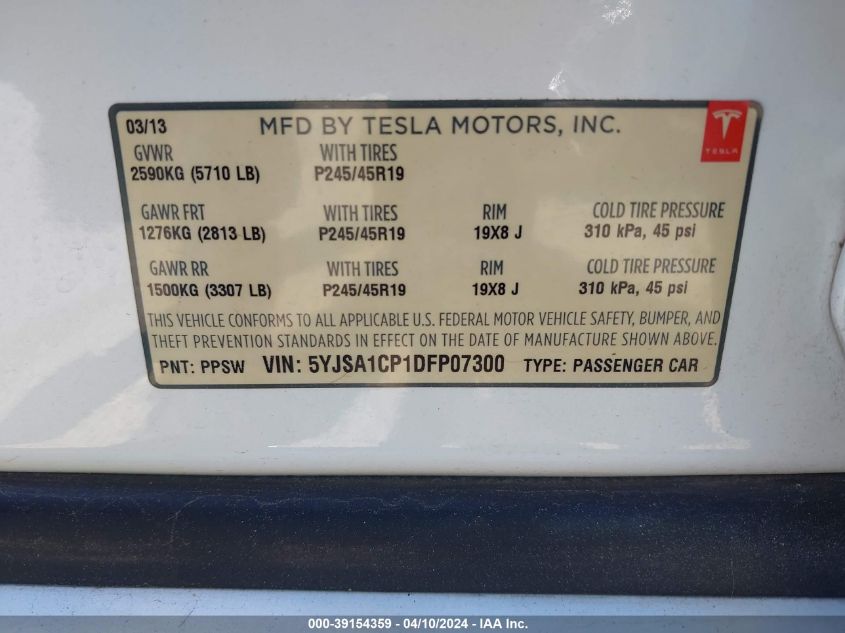 03/13 MFD BY TESLA MOTORS, INC.
TESLA
GVWR WITH TIRES
2590KG (5710 LB) P245/45R19
GAWR FRT WITH TIRES RIM COLD TIRE PRESSURE
1276KG (2813 LB) P245/45R19 19X8 J 310 kPa, 45 psi
GAWR RR WITH TIRES RIM COLD TIRE PRESSURE
1500KG (3307 LB) P245/45R19 19X8 J 310 kPa, 45 psi
THIS VEHICLE CONFORMS TO ALL APPLICABLE U.S. FEDERAL MOTOR VEHICLE SAFETY, BUMPER, AND
THEFT PREVENTION STANDARDS IN EFFECT ON THE DATE OF MANUFACTURE SHOWN ABOVE.
PNT: PPSW VIN: 5YJSA1CP1DFP07300 TYPE: PASSENGER CAR
000-39154359 - 04/10/2024 - IAA Inc.